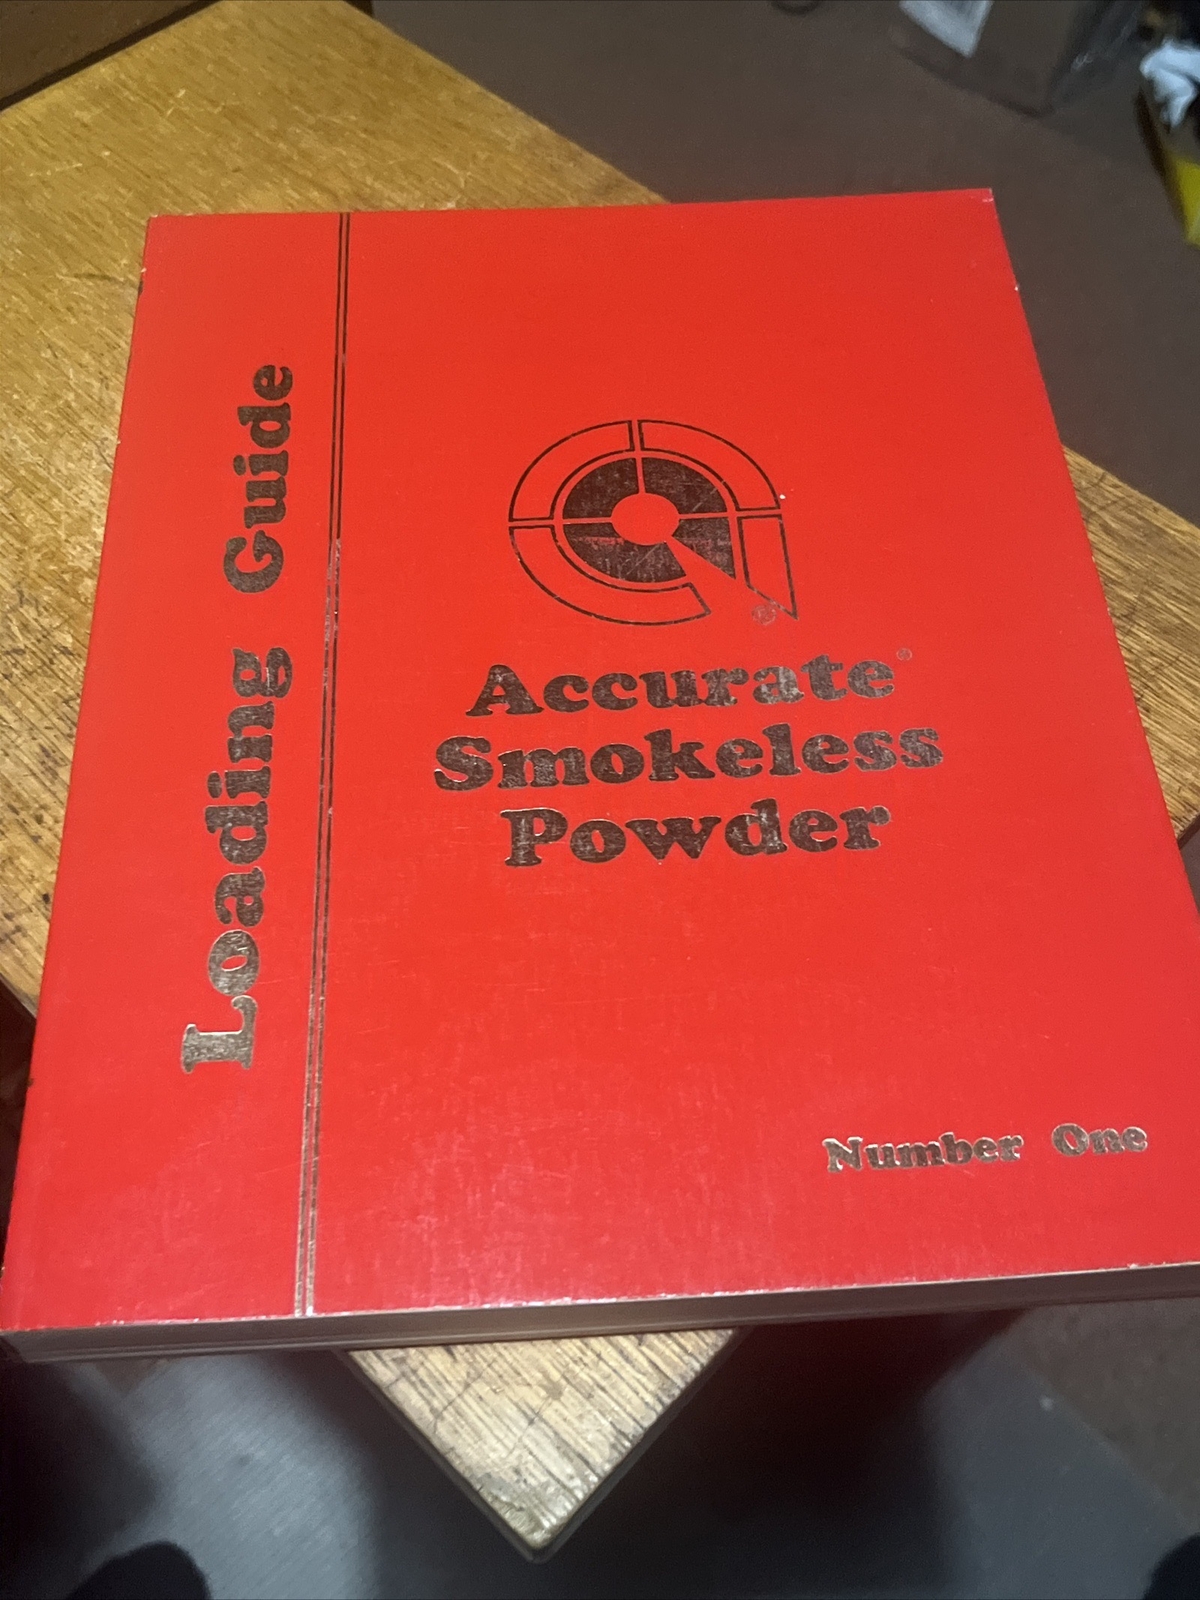 Loading Guide
Accurate®
Smokeless
Powder
Number One